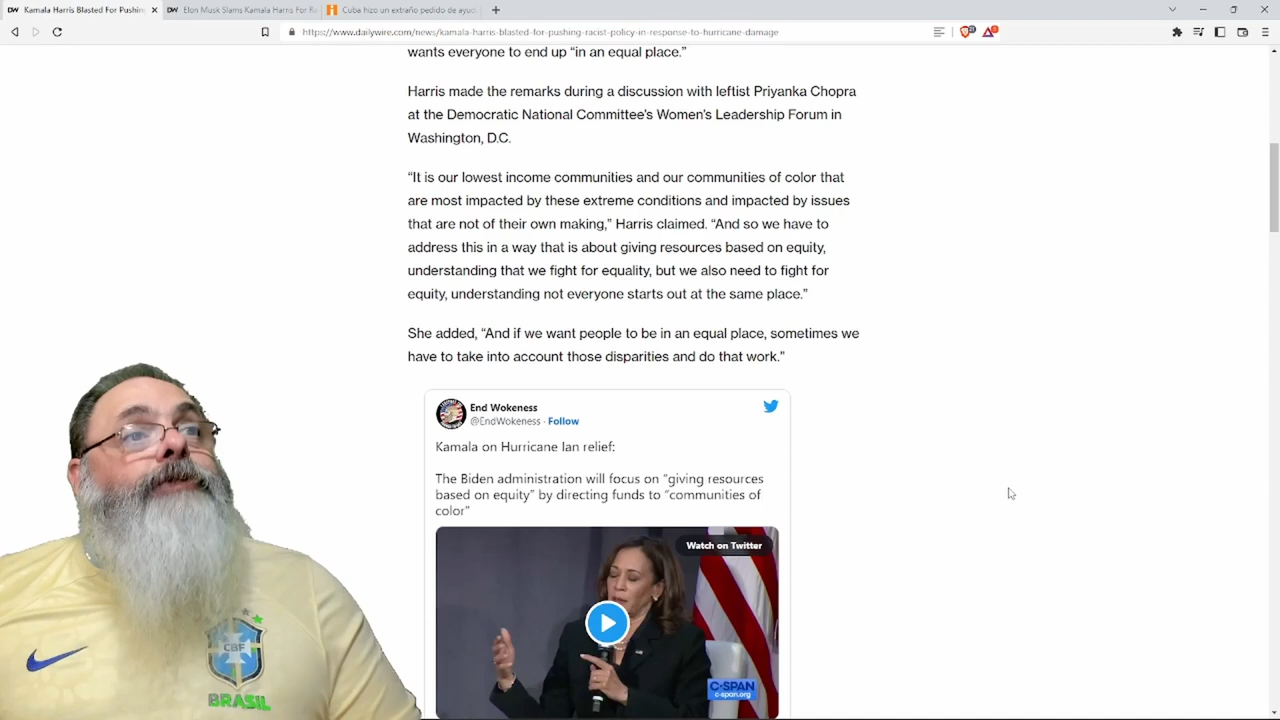 Kamala Harris Blasted For Pushing
Elon Musk Slams Kamala Harris For Ra
Cuba hizo un extraño pedido de ayud
https://www.dailywire.com/news/kamala-harris-blasted-for-pushing-racist-policy-in-response-to-hurricane-damage
wants everyone to end up “in an equal place.”
Harris made the remarks during a discussion with leftist Priyanka Chopra
at the Democratic National Committee’s Women’s Leadership Forum in
Washington, D.C.
“It is our lowest income communities and our communities of color that
are most impacted by these extreme conditions and impacted by issues
that are not of their own making,” Harris claimed. “And so we have to
address this in a way that is about giving resources based on equity,
understanding that we fight for equality, but we also need to fight for
equity, understanding not everyone starts out at the same place.”
She added, “And if we want people to be in an equal place, sometimes we
have to take into account those disparities and do that work.”
End Wokeness
@EndWokeness · Follow
Kamala on Hurricane Ian relief:
The Biden administration will focus on “giving resources
based on equity” by directing funds to “communities of
color”
Watch on Twitter
C-SPAN
c-span.org
CBF
BRASIL